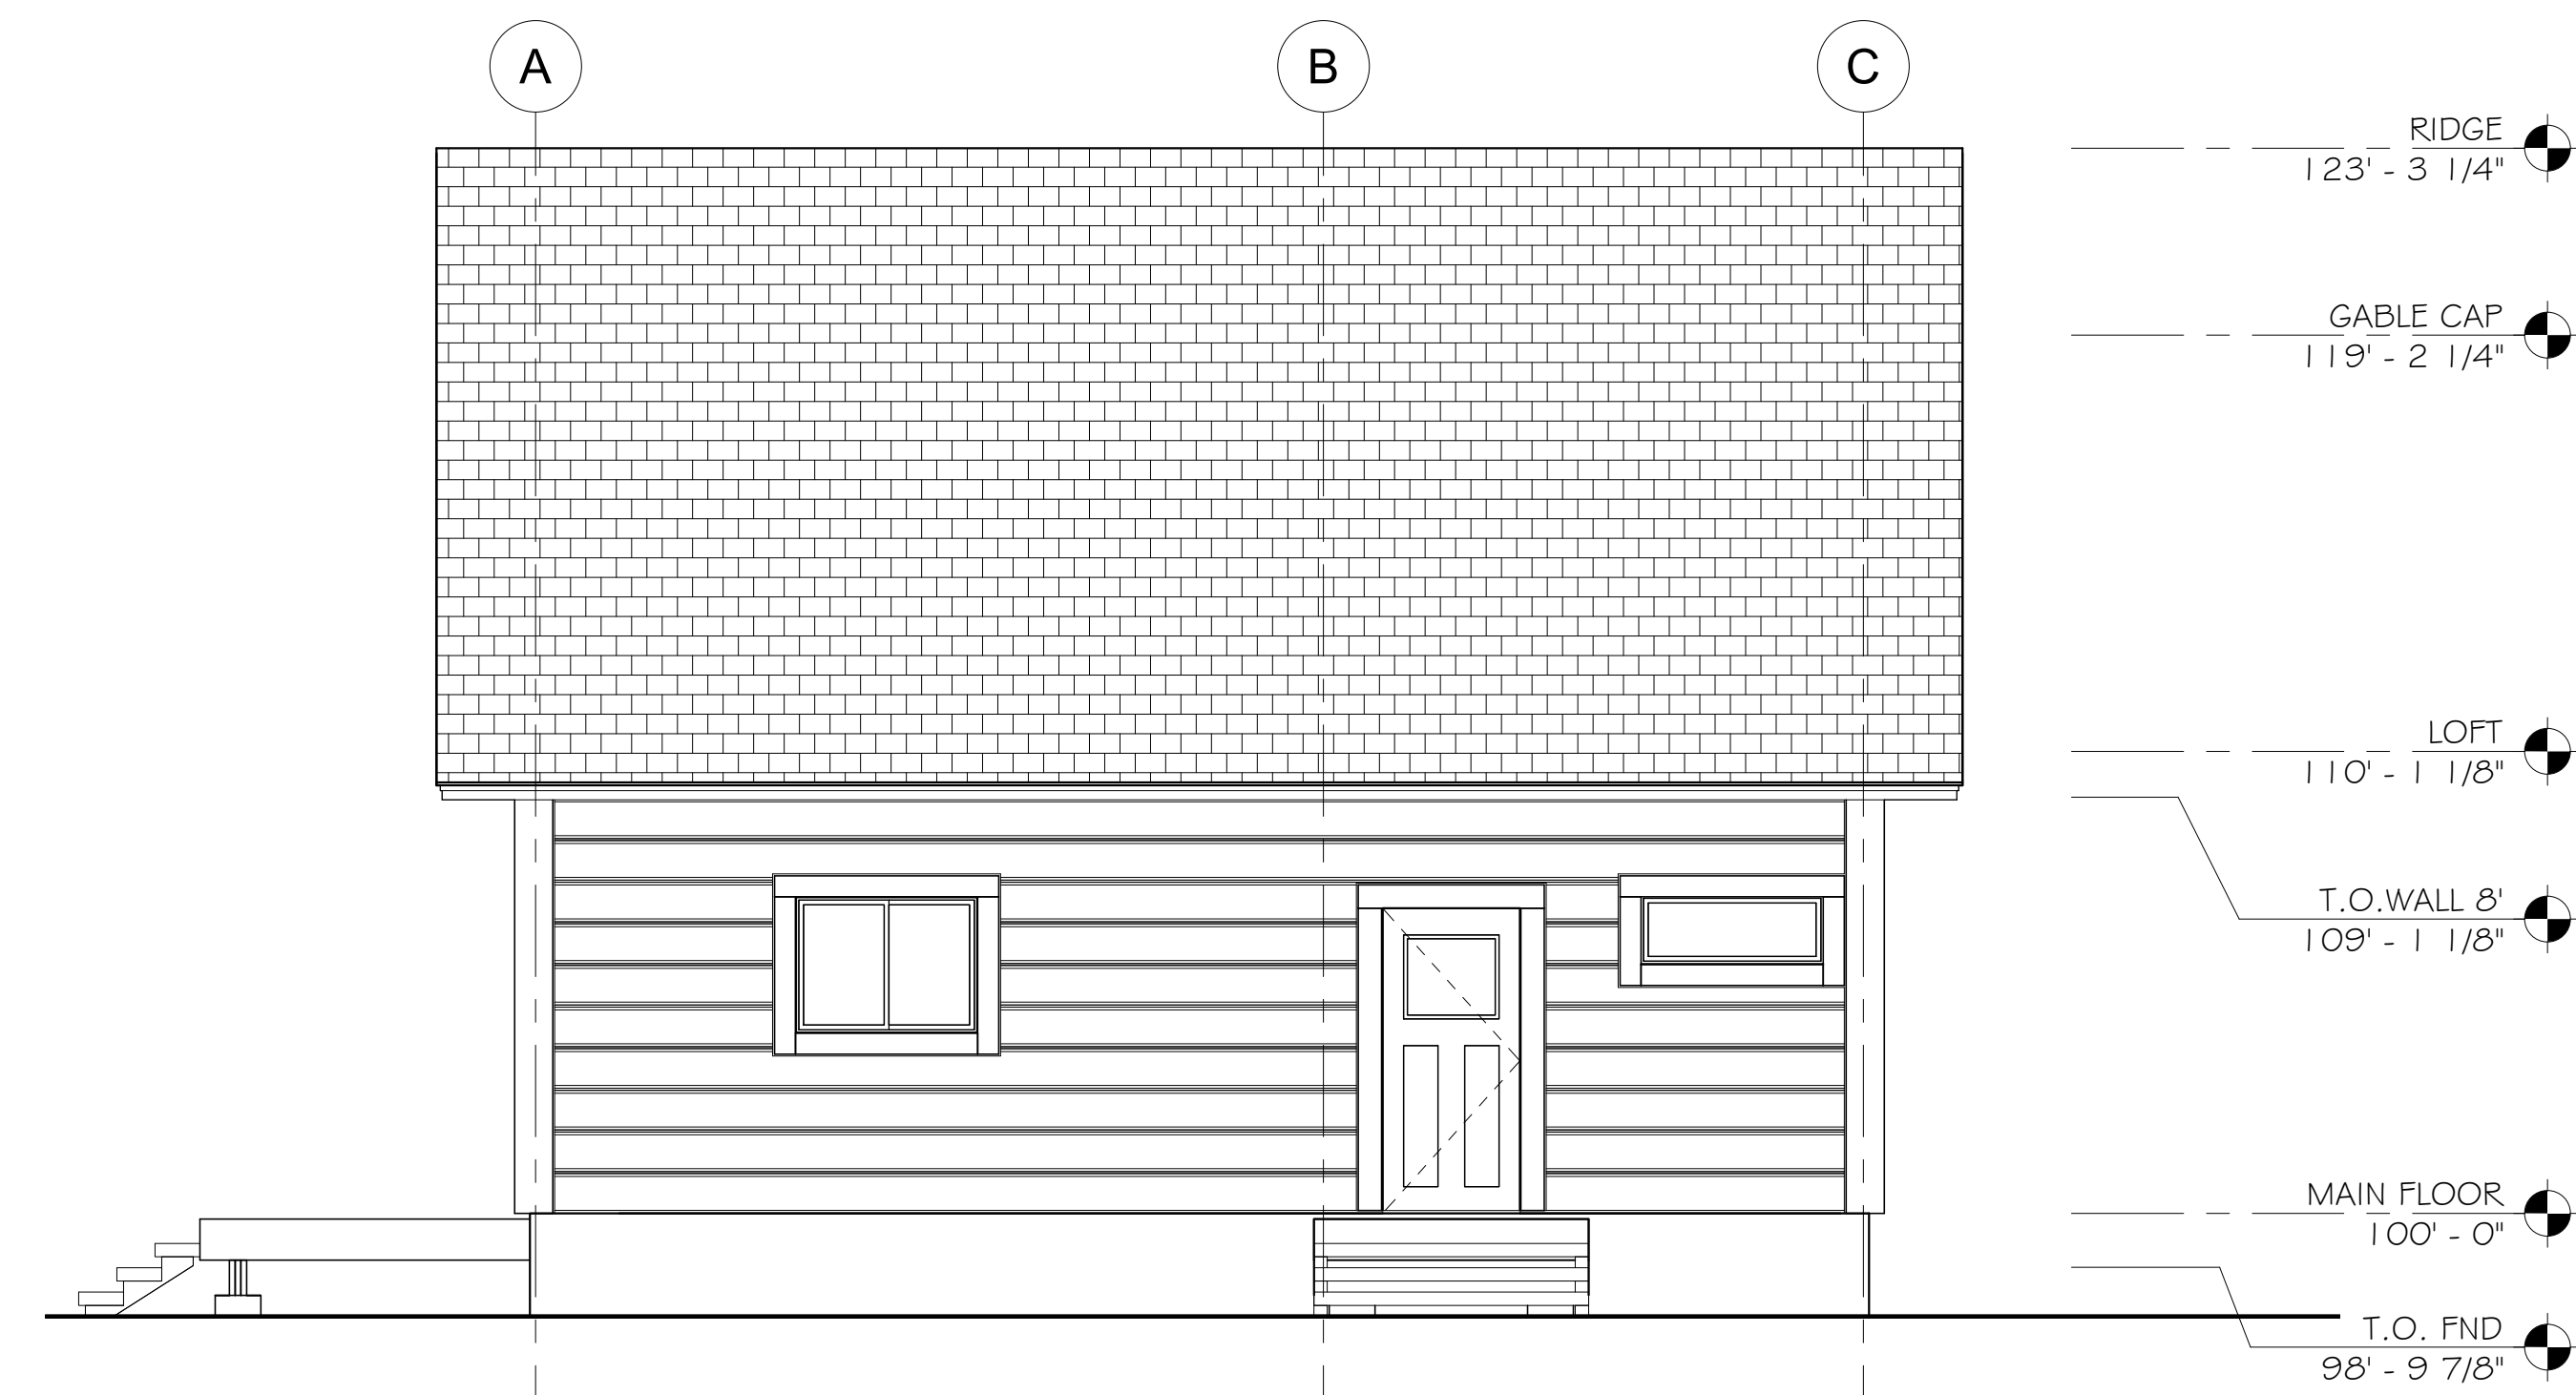 A
B
C
RIDGE
123' - 3 1/4"
GABLE CAP
119' - 2 1/4"
LOFT
110' - 1 1/8"
T.O.WALL 8'
109' - 1 1/8"
MAIN FLOOR
100' - 0"
T.O. FND
98' - 9 7/8"